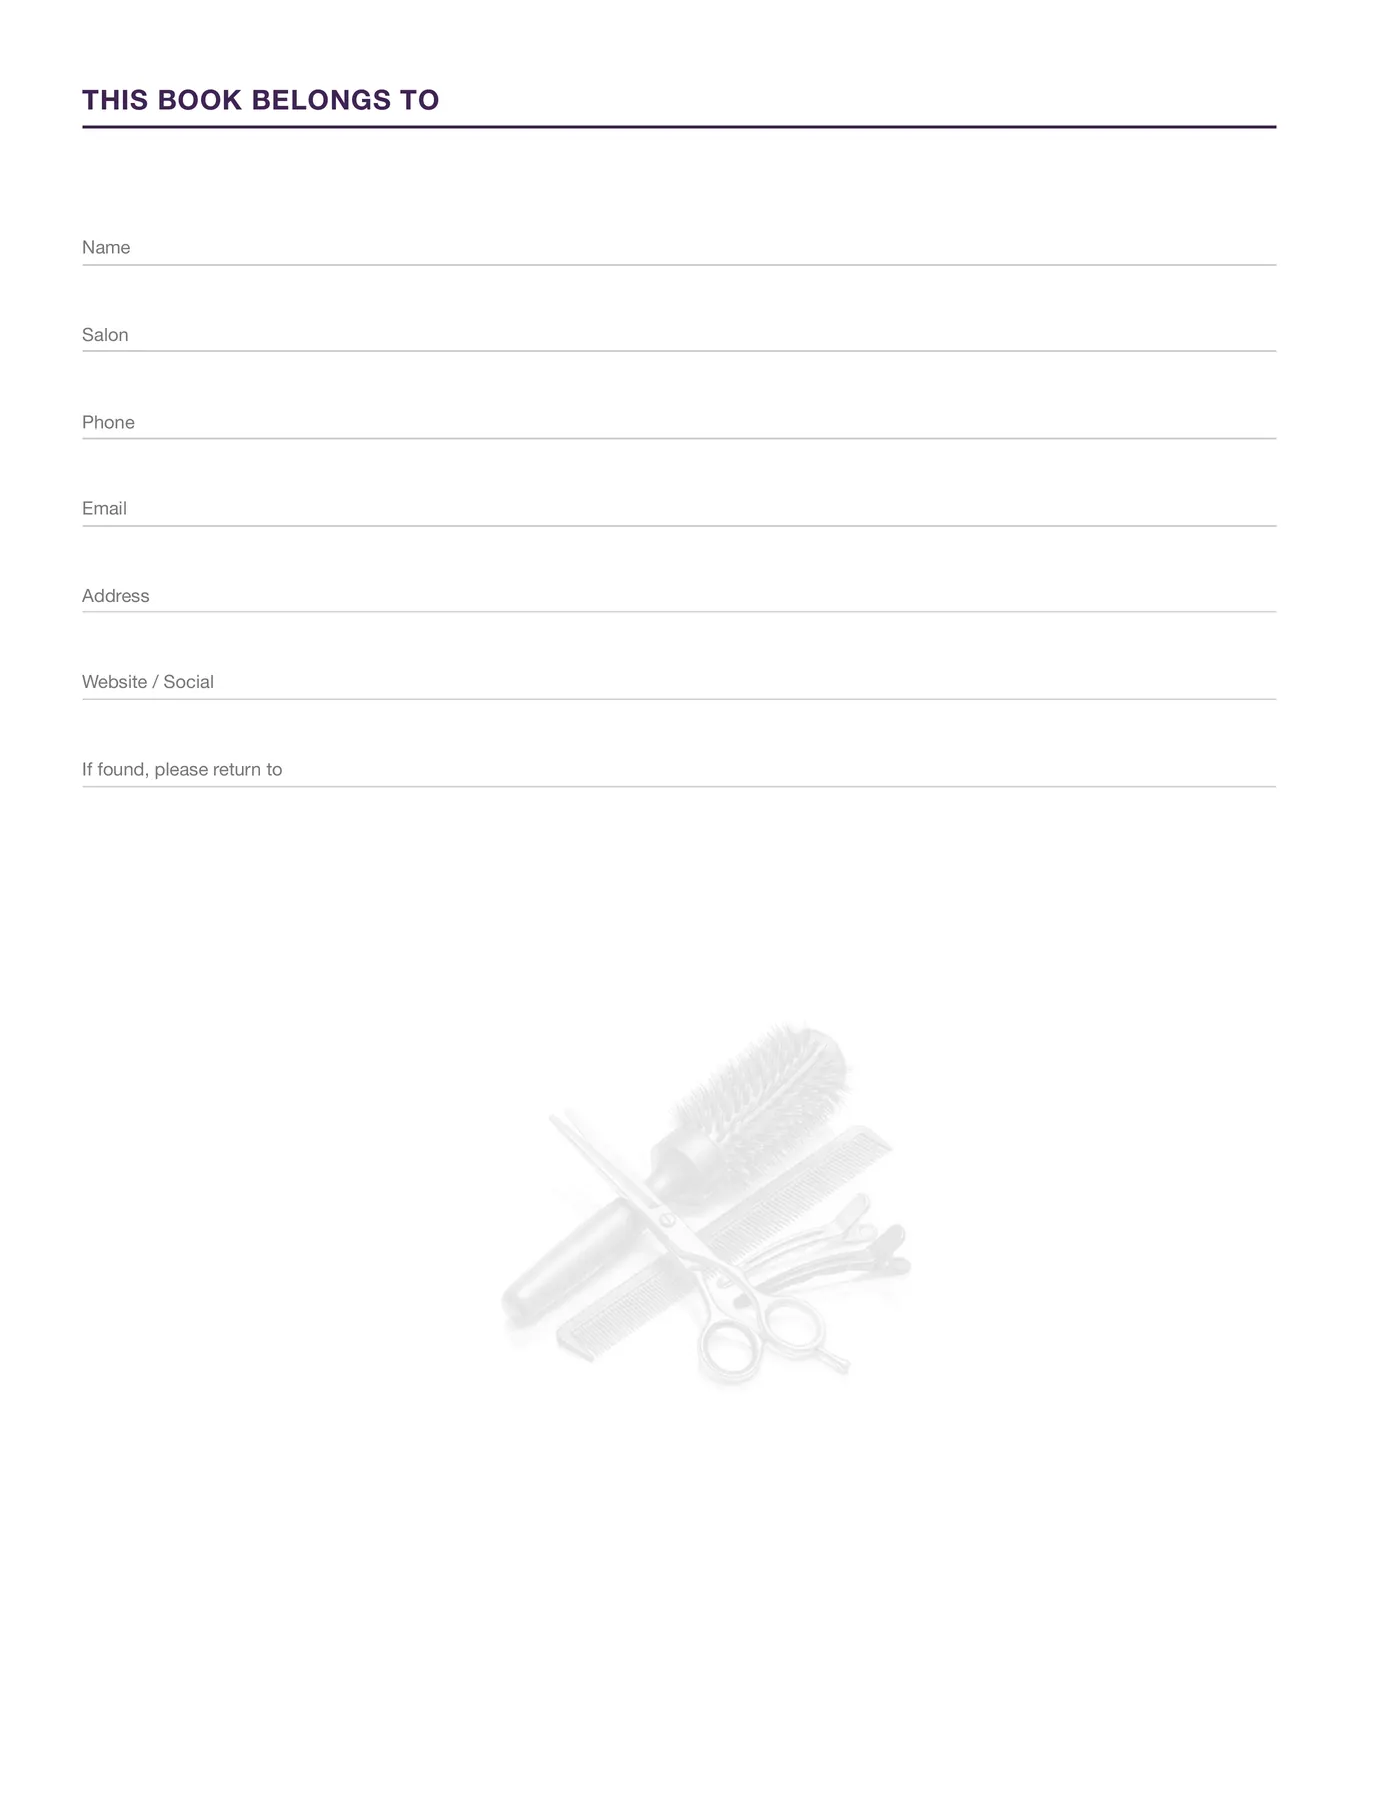 THIS BOOK BELONGS TO
Name
Salon
Phone
Email
Address
Website / Social
If found, please return to